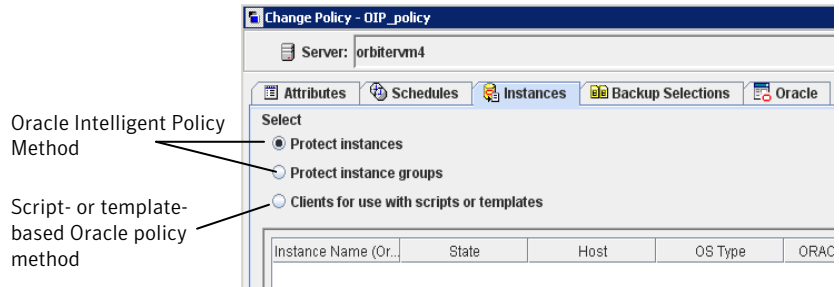 Change Policy - OIP_policy
Server: orbitervm4
Attributes Schedules Instances Backup Selections Oracle
Select
Oracle Intelligent Policy
Method
Protect instances
Protect instance groups
Script- or template-
based Oracle policy
method
Clients for use with scripts or templates
Instance Name (Or... State Host OS Type ORAC